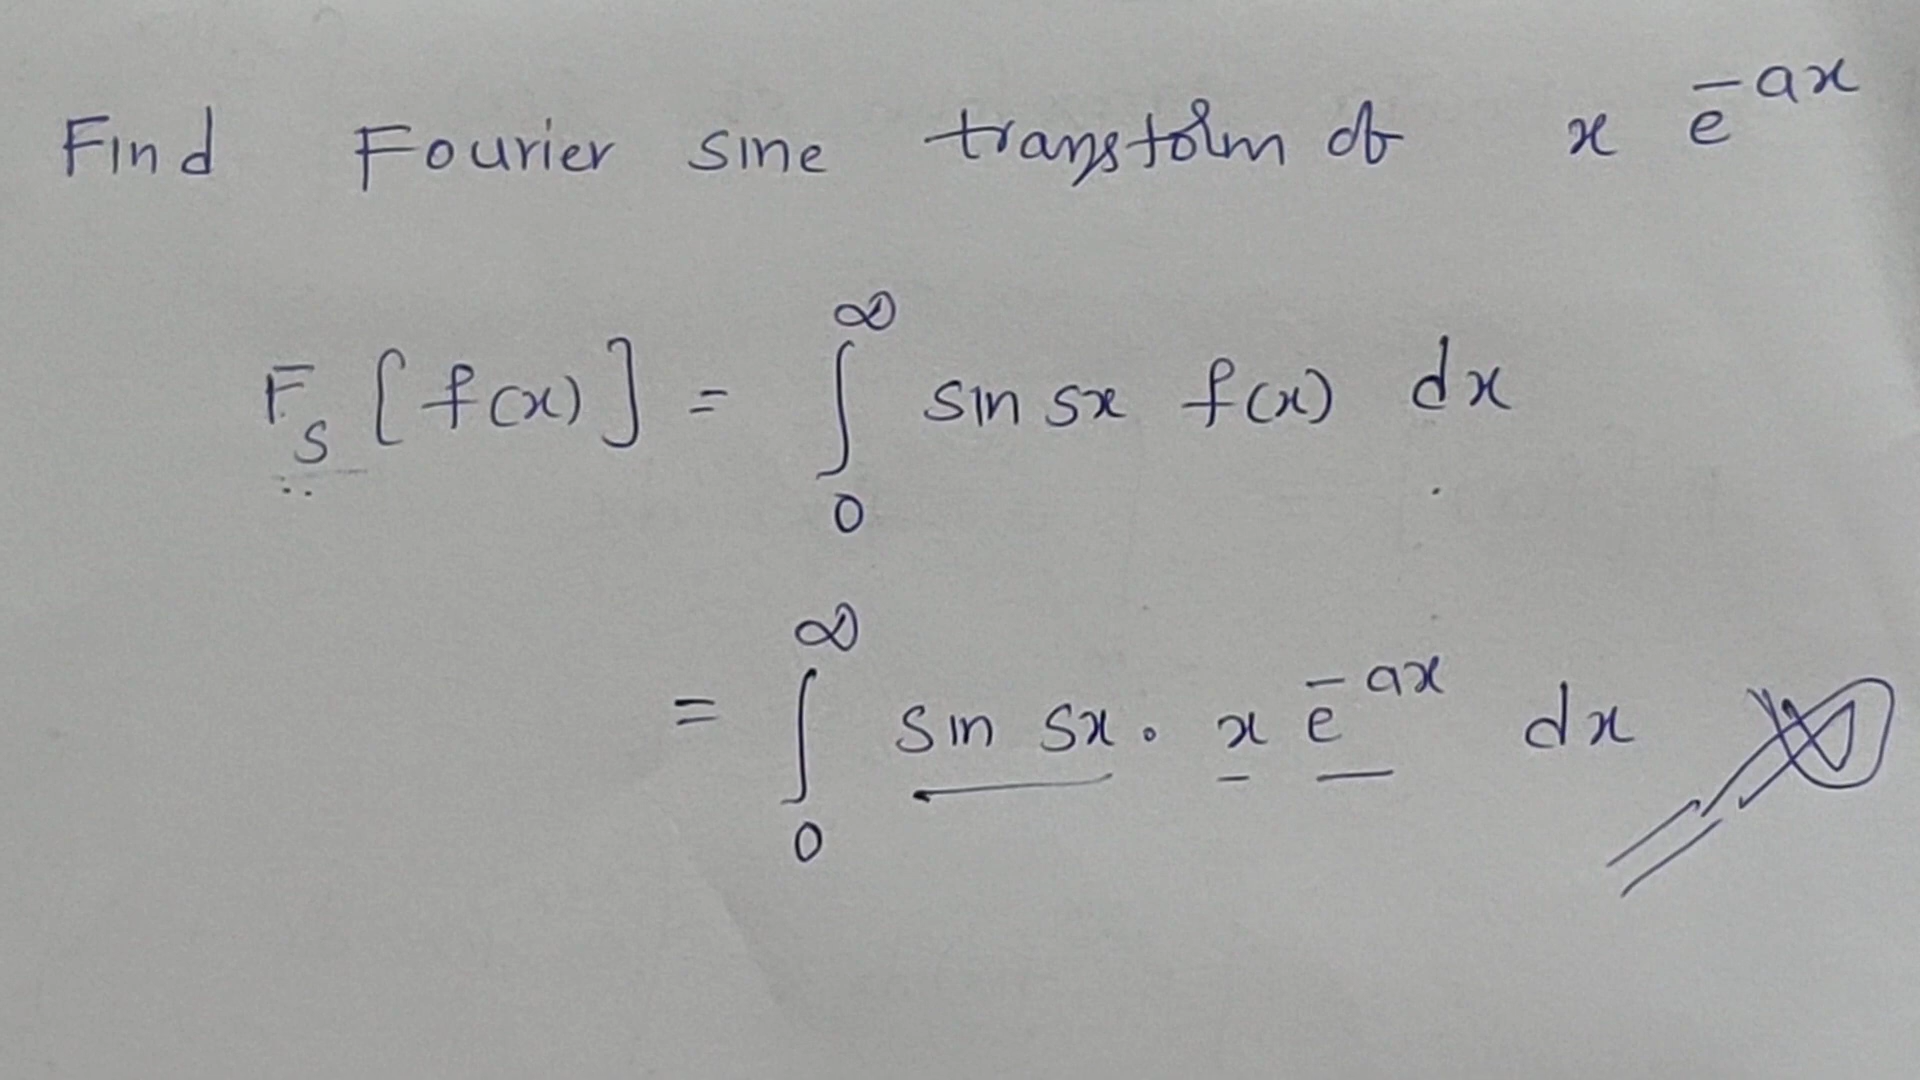 Find Fourier sine transform of x e^-ax
F_s [f(x)] = ∫_0^∞ sin sx f(x) dx
= ∫_0^∞ sin sx . x e^-ax dx